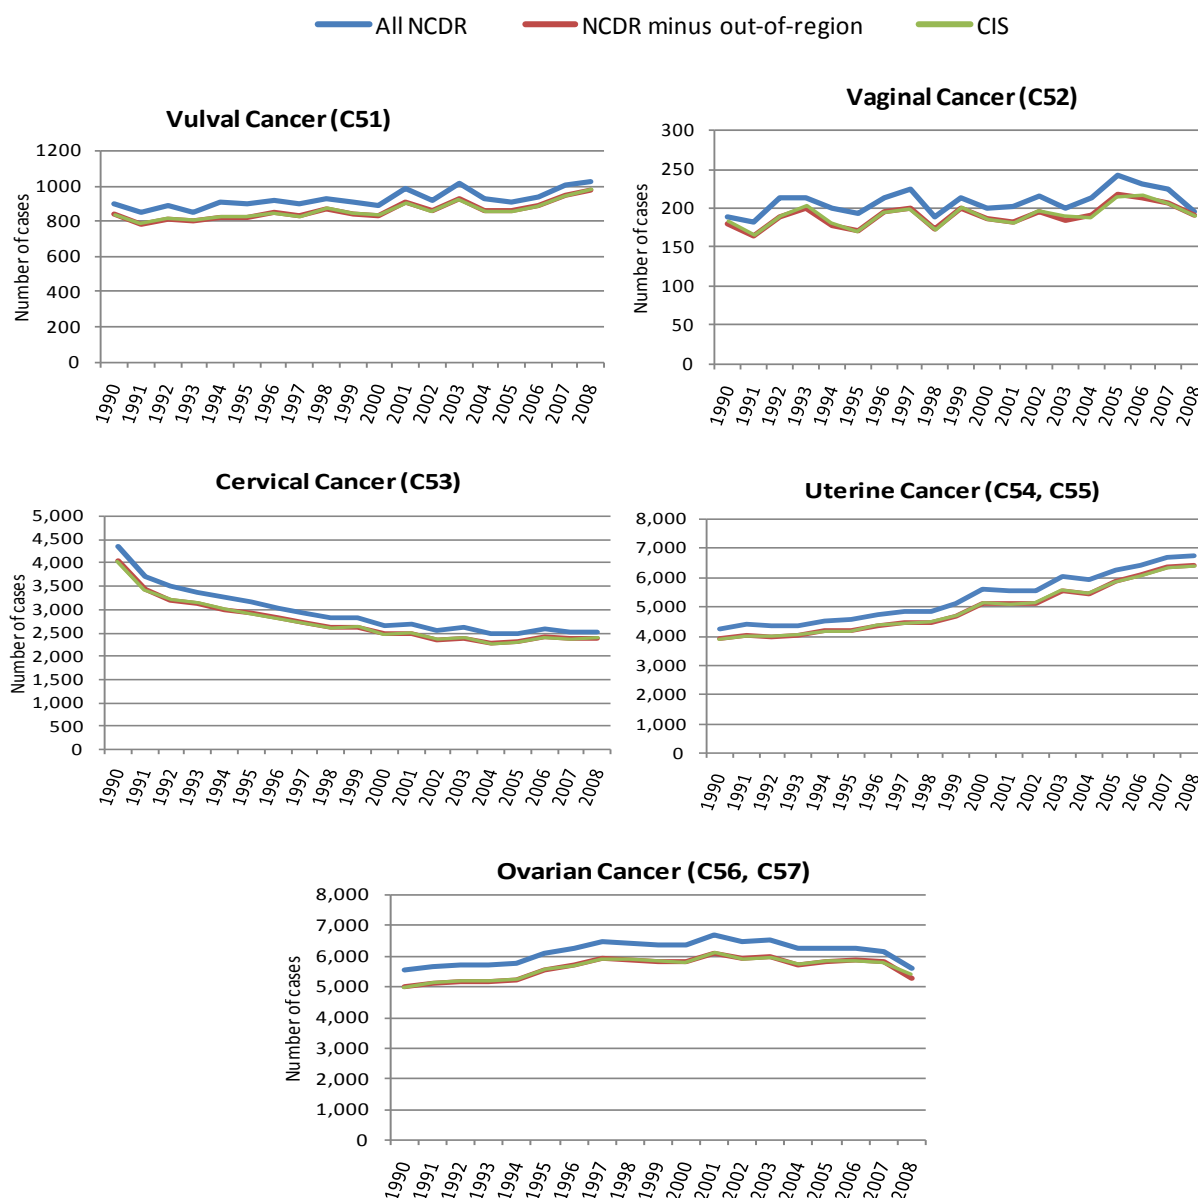 All NCDR NCDR minus out-of-region CIS
Vulval Cancer (C51)
Number of cases
1200
1000
800
600
400
200
0
1990 1991 1992 1993 1994 1995 1996 1997 1998 1999 2000 2001 2002 2003 2004 2005 2006 2007 2008
Vaginal Cancer (C52)
Number of cases
300
250
200
150
100
50
0
1990 1991 1992 1993 1994 1995 1996 1997 1998 1999 2000 2001 2002 2003 2004 2005 2006 2007 2008
Cervical Cancer (C53)
Number of cases
5,000
4,500
4,000
3,500
3,000
2,500
2,000
1,500
1,000
500
0
1990 1991 1992 1993 1994 1995 1996 1997 1998 1999 2000 2001 2002 2003 2004 2005 2006 2007 2008
Uterine Cancer (C54, C55)
8,000
7,000
6,000
5,000
4,000
3,000
2,000
1,000
0
1990 1991 1992 1993 1994 1995 1996 1997 1998 1999 2000 2001 2002 2003 2004 2005 2006 2007 2008
Ovarian Cancer (C56, C57)
Number of cases
8,000
7,000
6,000
5,000
4,000
3,000
2,000
1,000
0
1990 1991 1992 1993 1994 1995 1996 1997 1998 1999 2000 2001 2002 2003 2004 2005 2006 2007 2008